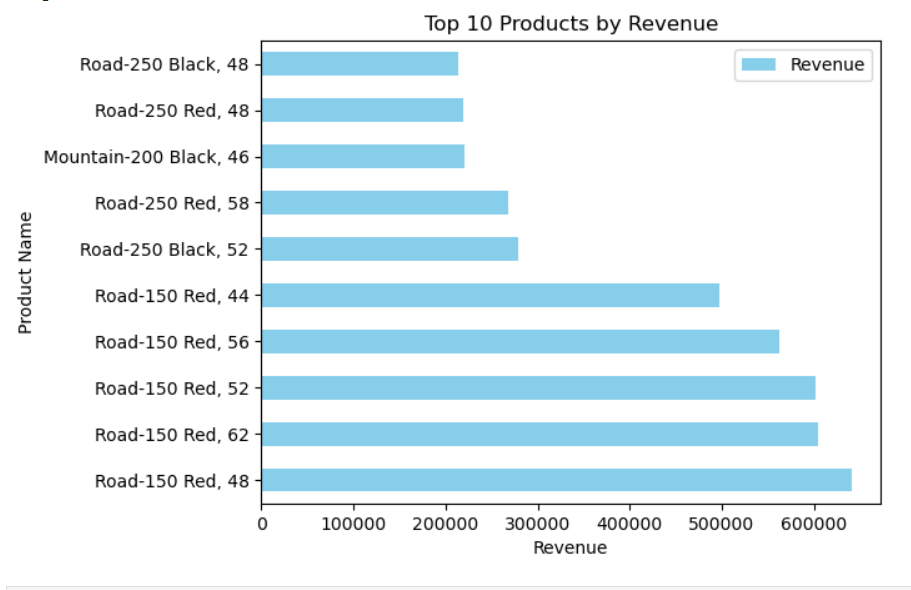 Top 10 Products by Revenue
Revenue
Road-250 Black, 48
Road-250 Red, 48
Mountain-200 Black, 46
Road-250 Red, 58
Road-250 Black, 52
Road-150 Red, 44
Road-150 Red, 56
Road-150 Red, 52
Road-150 Red, 62
Road-150 Red, 48
Product Name
0 100000 200000 300000 400000 500000 600000
Revenue